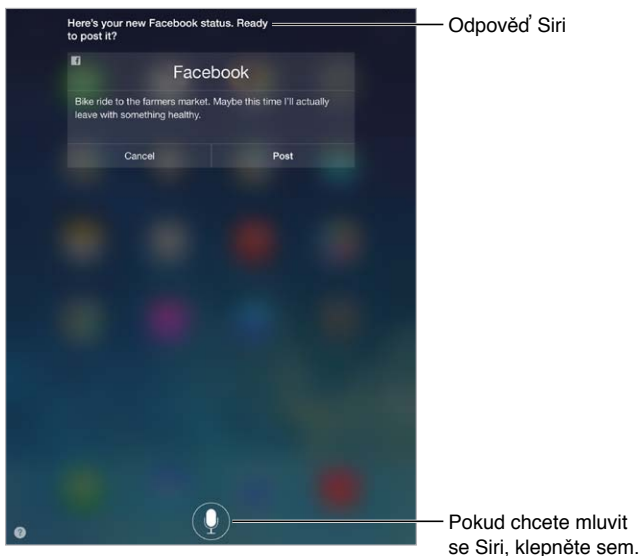 Here's your new Facebook status. Ready
to post it?
Odpověď Siri
f
Facebook
Bike ride to the farmers market. Maybe this time I'll actually
leave with something healthy.
Cancel
Post
?
Pokud chcete mluvit
se Siri, klepněte sem.